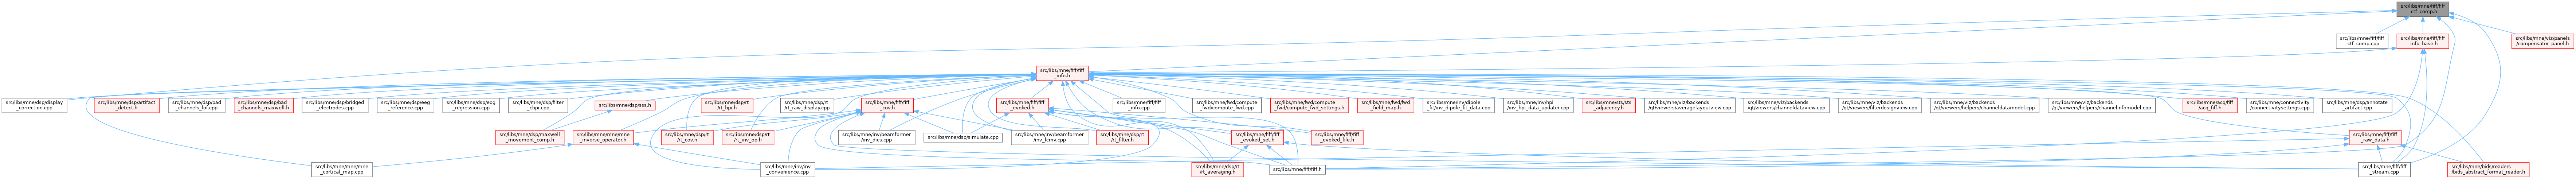 src/libs/mne/fiff/fiff
_ctf_comp.h
src/libs/mne/fiff/fiff
_ctf_comp.cpp
src/libs/mne/fiff/fiff
_info_base.h
src/libs/mne/viz/panels
/compensator_panel.h
src/libs/mne/fiff/fiff
_info.h
src/libs/mne/dsp/display
_correction.cpp
src/libs/mne/dsp/artifact
_detect.h
src/libs/mne/dsp/bad
_channels_lof.cpp
src/libs/mne/dsp/bad
_channels_maxwell.h
src/libs/mne/dsp/bridged
_electrodes.cpp
src/libs/mne/dsp/eeg
_reference.cpp
src/libs/mne/dsp/eog
_regression.cpp
src/libs/mne/dsp/filter
_chpi.cpp
src/libs/mne/dsp/sss.h
src/libs/mne/dsp/rt
/rt_hpi.h
src/libs/mne/dsp/rt
/rt_raw_display.cpp
src/libs/mne/fiff/fiff
_cov.h
src/libs/mne/fiff/fiff
_evoked.h
src/libs/mne/fiff/fiff
_info.cpp
src/libs/mne/fwd/compute
_fwd/compute_fwd.cpp
src/libs/mne/fwd/compute
_fwd/compute_fwd_settings.h
src/libs/mne/fwd/fwd
_field_map.h
src/libs/mne/inv/dipole
_fit/inv_dipole_fit_data.cpp
src/libs/mne/inv/hpi
/inv_hpi_data_updater.cpp
src/libs/mne/sts/sts
_adjacency.h
src/libs/mne/viz/backends
/qt/viewers/averagelayoutview.cpp
src/libs/mne/viz/backends
/qt/viewers/channeldataview.cpp
src/libs/mne/viz/backends
/qt/viewers/filterdesignview.cpp
src/libs/mne/viz/backends
/qt/viewers/helpers/channeldatamodel.cpp
src/libs/mne/viz/backends
/qt/viewers/helpers/channelinfomodel.cpp
src/libs/mne/acq/fiff
/acq_fiff.h
src/libs/mne/connectivity
/connectivitysettings.cpp
src/libs/mne/dsp/annotate
_artifact.cpp
src/libs/mne/dsp/maxwell
_movement_comp.h
src/libs/mne/mne/mne
_inverse_operator.h
src/libs/mne/dsp/rt
/rt_cov.h
src/libs/mne/dsp/rt
/rt_inv_op.h
src/libs/mne/inv/beamformer
/inv_dics.cpp
src/libs/mne/dsp/simulate.cpp
src/libs/mne/inv/beamformer
/inv_lcmv.cpp
src/libs/mne/dsp/rt
/rt_filter.h
src/libs/mne/fiff/fiff
_evoked_set.h
src/libs/mne/fiff/fiff
_evoked_file.h
src/libs/mne/fiff/fiff
_raw_data.h
src/libs/mne/mne/mne
_cortical_map.cpp
src/libs/mne/inv/inv
_convenience.cpp
src/libs/mne/dsp/rt
/rt_averaging.h
src/libs/mne/fiff/fiff.h
src/libs/mne/fiff/fiff
_stream.cpp
src/libs/mne/bids/readers
/bids_abstract_format_reader.h